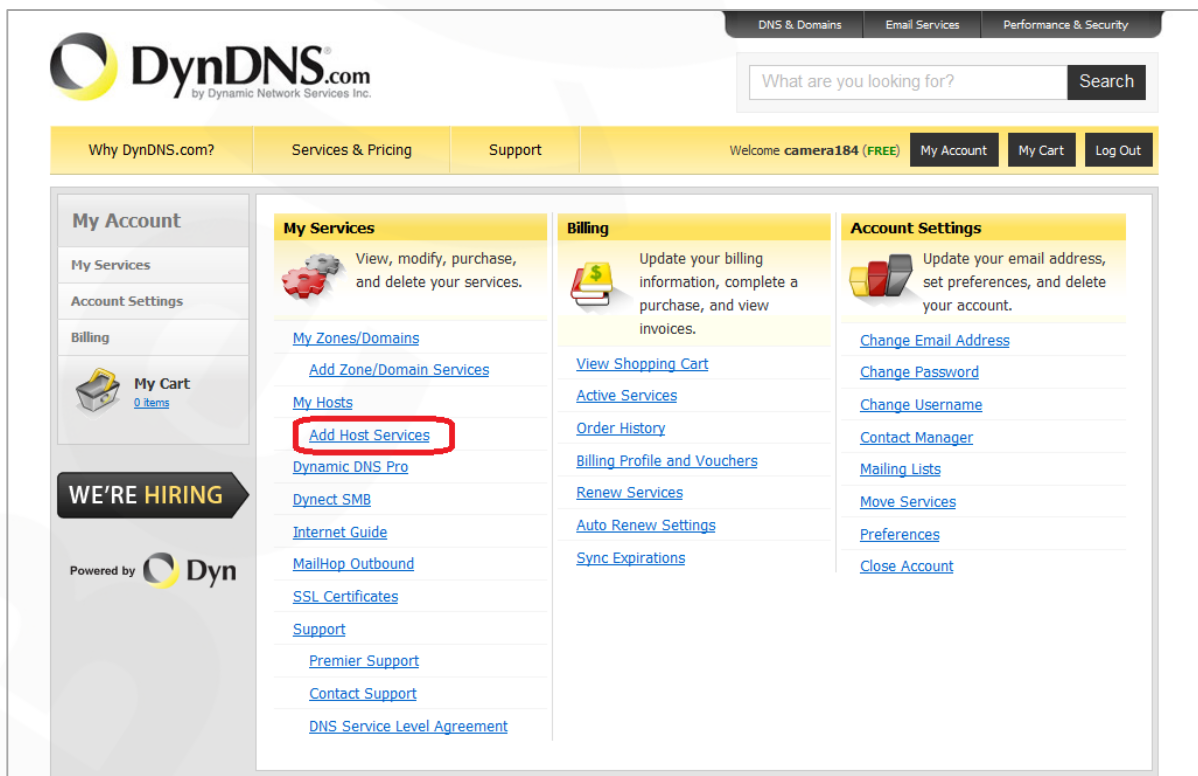 DNS & Domains Email Services Performance & Security
DynDNS.com
by Dynamic Network Services Inc.
What are you looking for? Search
Why DynDNS.com? Services & Pricing Support Welcome camera184 (FREE) My Account My Cart Log Out
My Account
My Services
Account Settings
Billing
My Cart
0 items
WE'RE HIRING
Powered by Dyn
My Services
View, modify, purchase,
and delete your services.
My Zones/Domains
Add Zone/Domain Services
My Hosts
Add Host Services
Dynamic DNS Pro
Dynect SMB
Internet Guide
MailHop Outbound
SSL Certificates
Support
Premier Support
Contact Support
DNS Service Level Agreement
Billing
$
Update your billing
information, complete a
purchase, and view
invoices.
View Shopping Cart
Active Services
Order History
Billing Profile and Vouchers
Renew Services
Auto Renew Settings
Sync Expirations
Account Settings
Update your email address,
set preferences, and delete
your account.
Change Email Address
Change Password
Change Username
Contact Manager
Mailing Lists
Move Services
Preferences
Close Account